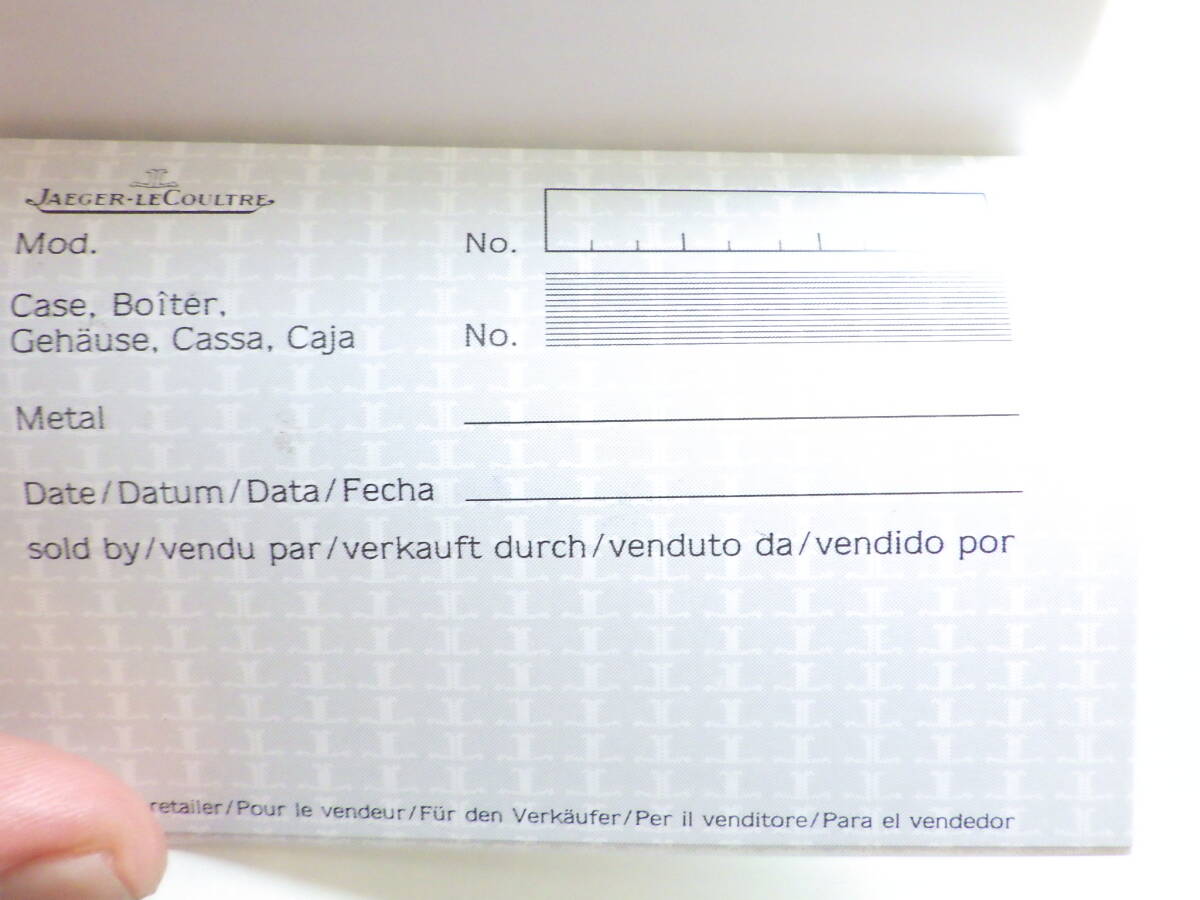 JL
JAEGER-LECOULTRE
Mod.
No.
Case, Boîter,
Gehäuse, Cassa, Caja
No.
Metal
Date/Datum/Data/Fecha
sold by/vendu par/verkauft durch/venduto da/vendido por
retailer/Pour le vendeur/Für den Verkäufer/Per il venditore/Para el vendedor